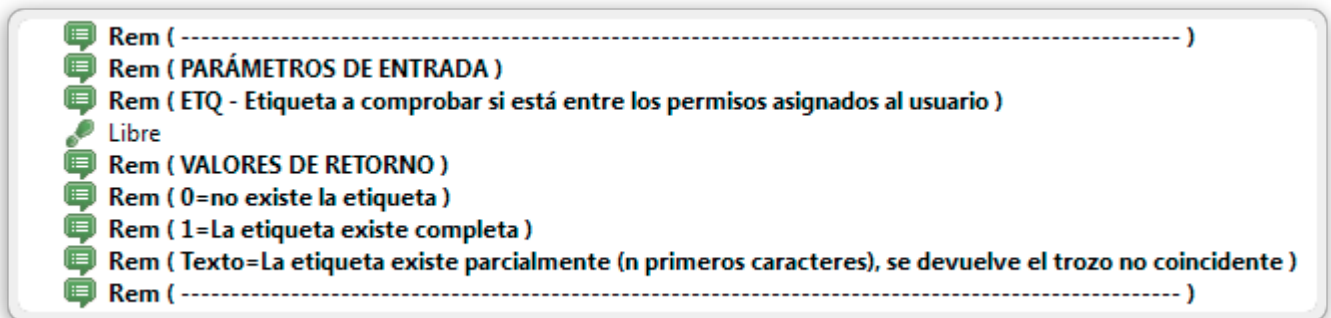 Rem ( ---------------------------------------------------------------------------------------------------- )
Rem ( PARÁMETROS DE ENTRADA )
Rem ( ETQ - Etiqueta a comprobar si está entre los permisos asignados al usuario )
Libre
Rem ( VALORES DE RETORNO )
Rem ( 0=no existe la etiqueta )
Rem ( 1=La etiqueta existe completa )
Rem ( Texto=La etiqueta existe parcialmente (n primeros caracteres), se devuelve el trozo no coincidente )
Rem ( ---------------------------------------------------------------------------------------------------- )